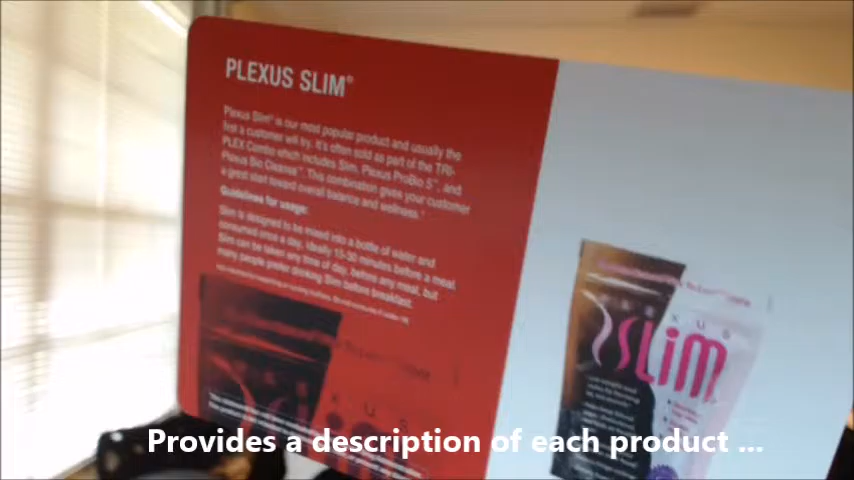 PLEXUS SLIM®
Plexus Slim® is our most popular product and usually the
first a customer will try. It's often sold as part of the TRI-
PLEX Combo which includes Slim, Plexus ProBio 5™, and
Plexus Bio Cleanse™. This combination gives your customer
a great start toward overall balance and wellness.*
Guidelines for usage:
Slim is designed to be mixed into a bottle of water and
consumed once a day, ideally 15-30 minutes before a meal.
Slim can be taken any time of day, before any meal, but
many people prefer drinking Slim before breakfast.
PLEXUS
SLIM
Provides a description of each product ...